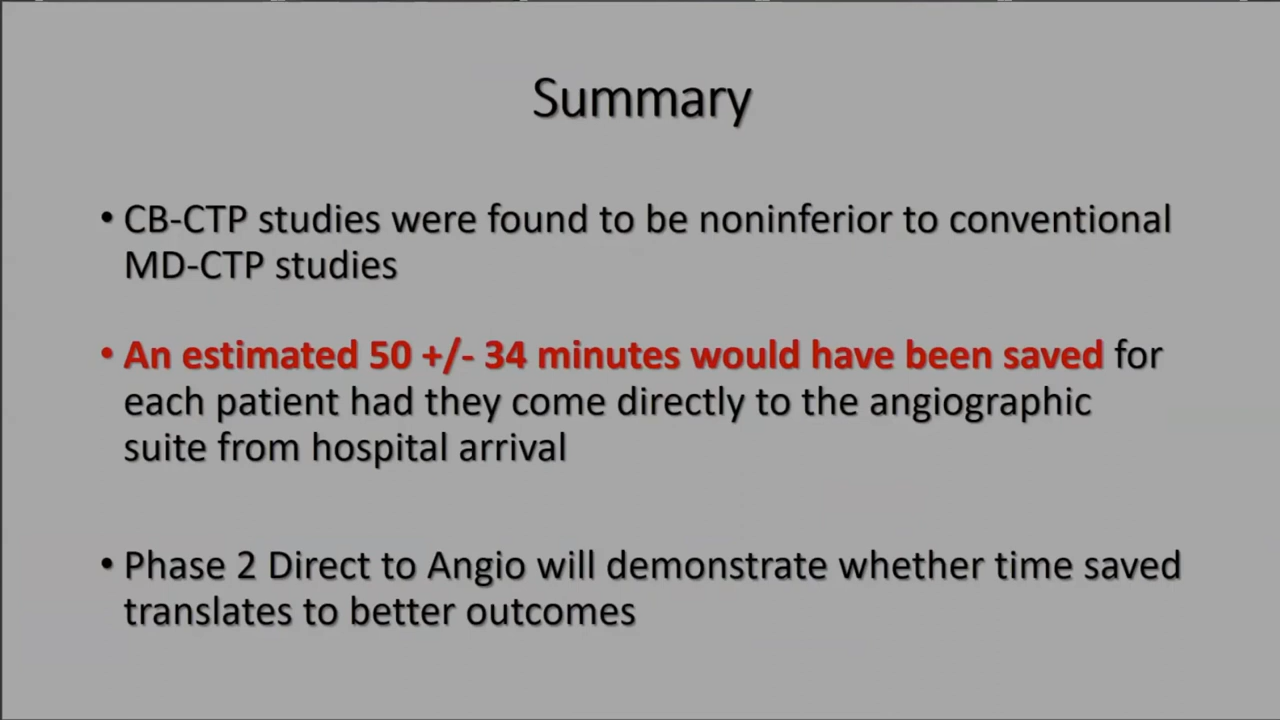 Summary
• CB-CTP studies were found to be noninferior to conventional
MD-CTP studies
• An estimated 50 +/- 34 minutes would have been saved for
each patient had they come directly to the angiographic
suite from hospital arrival
• Phase 2 Direct to Angio will demonstrate whether time saved
translates to better outcomes